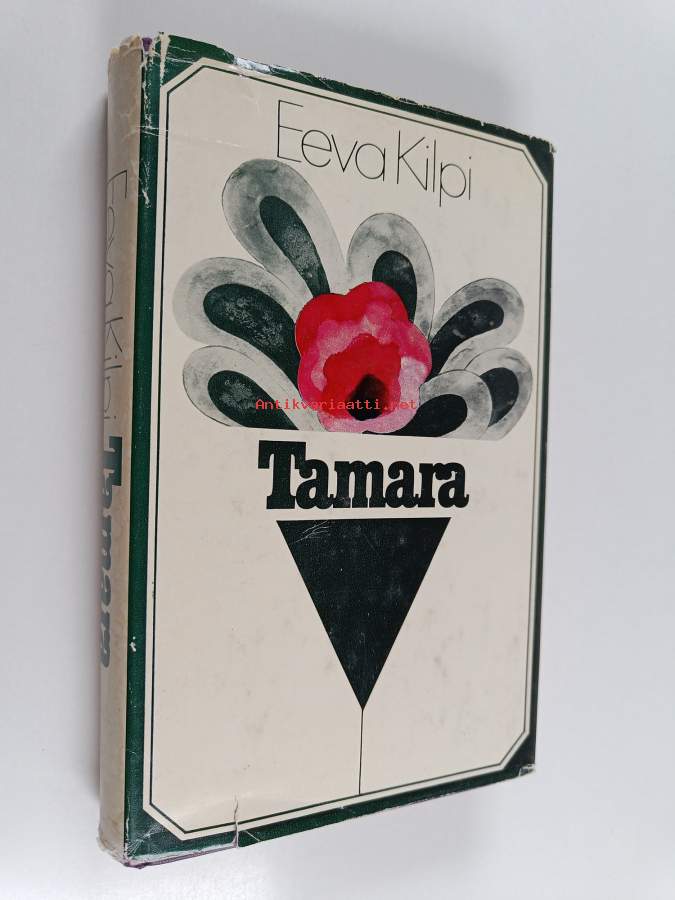 Eeva Kilpi
Antikvariaatti.net
Tamara
Eeva Kilpi Tamara